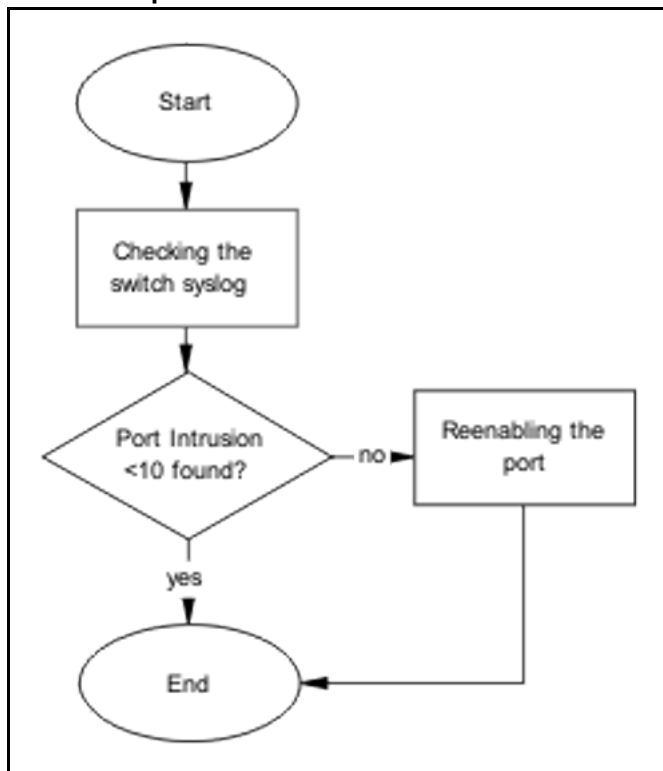 Start
Checking the
switch syslog
Port Intrusion
<10 found?
no
Reenabling the
port
yes
End